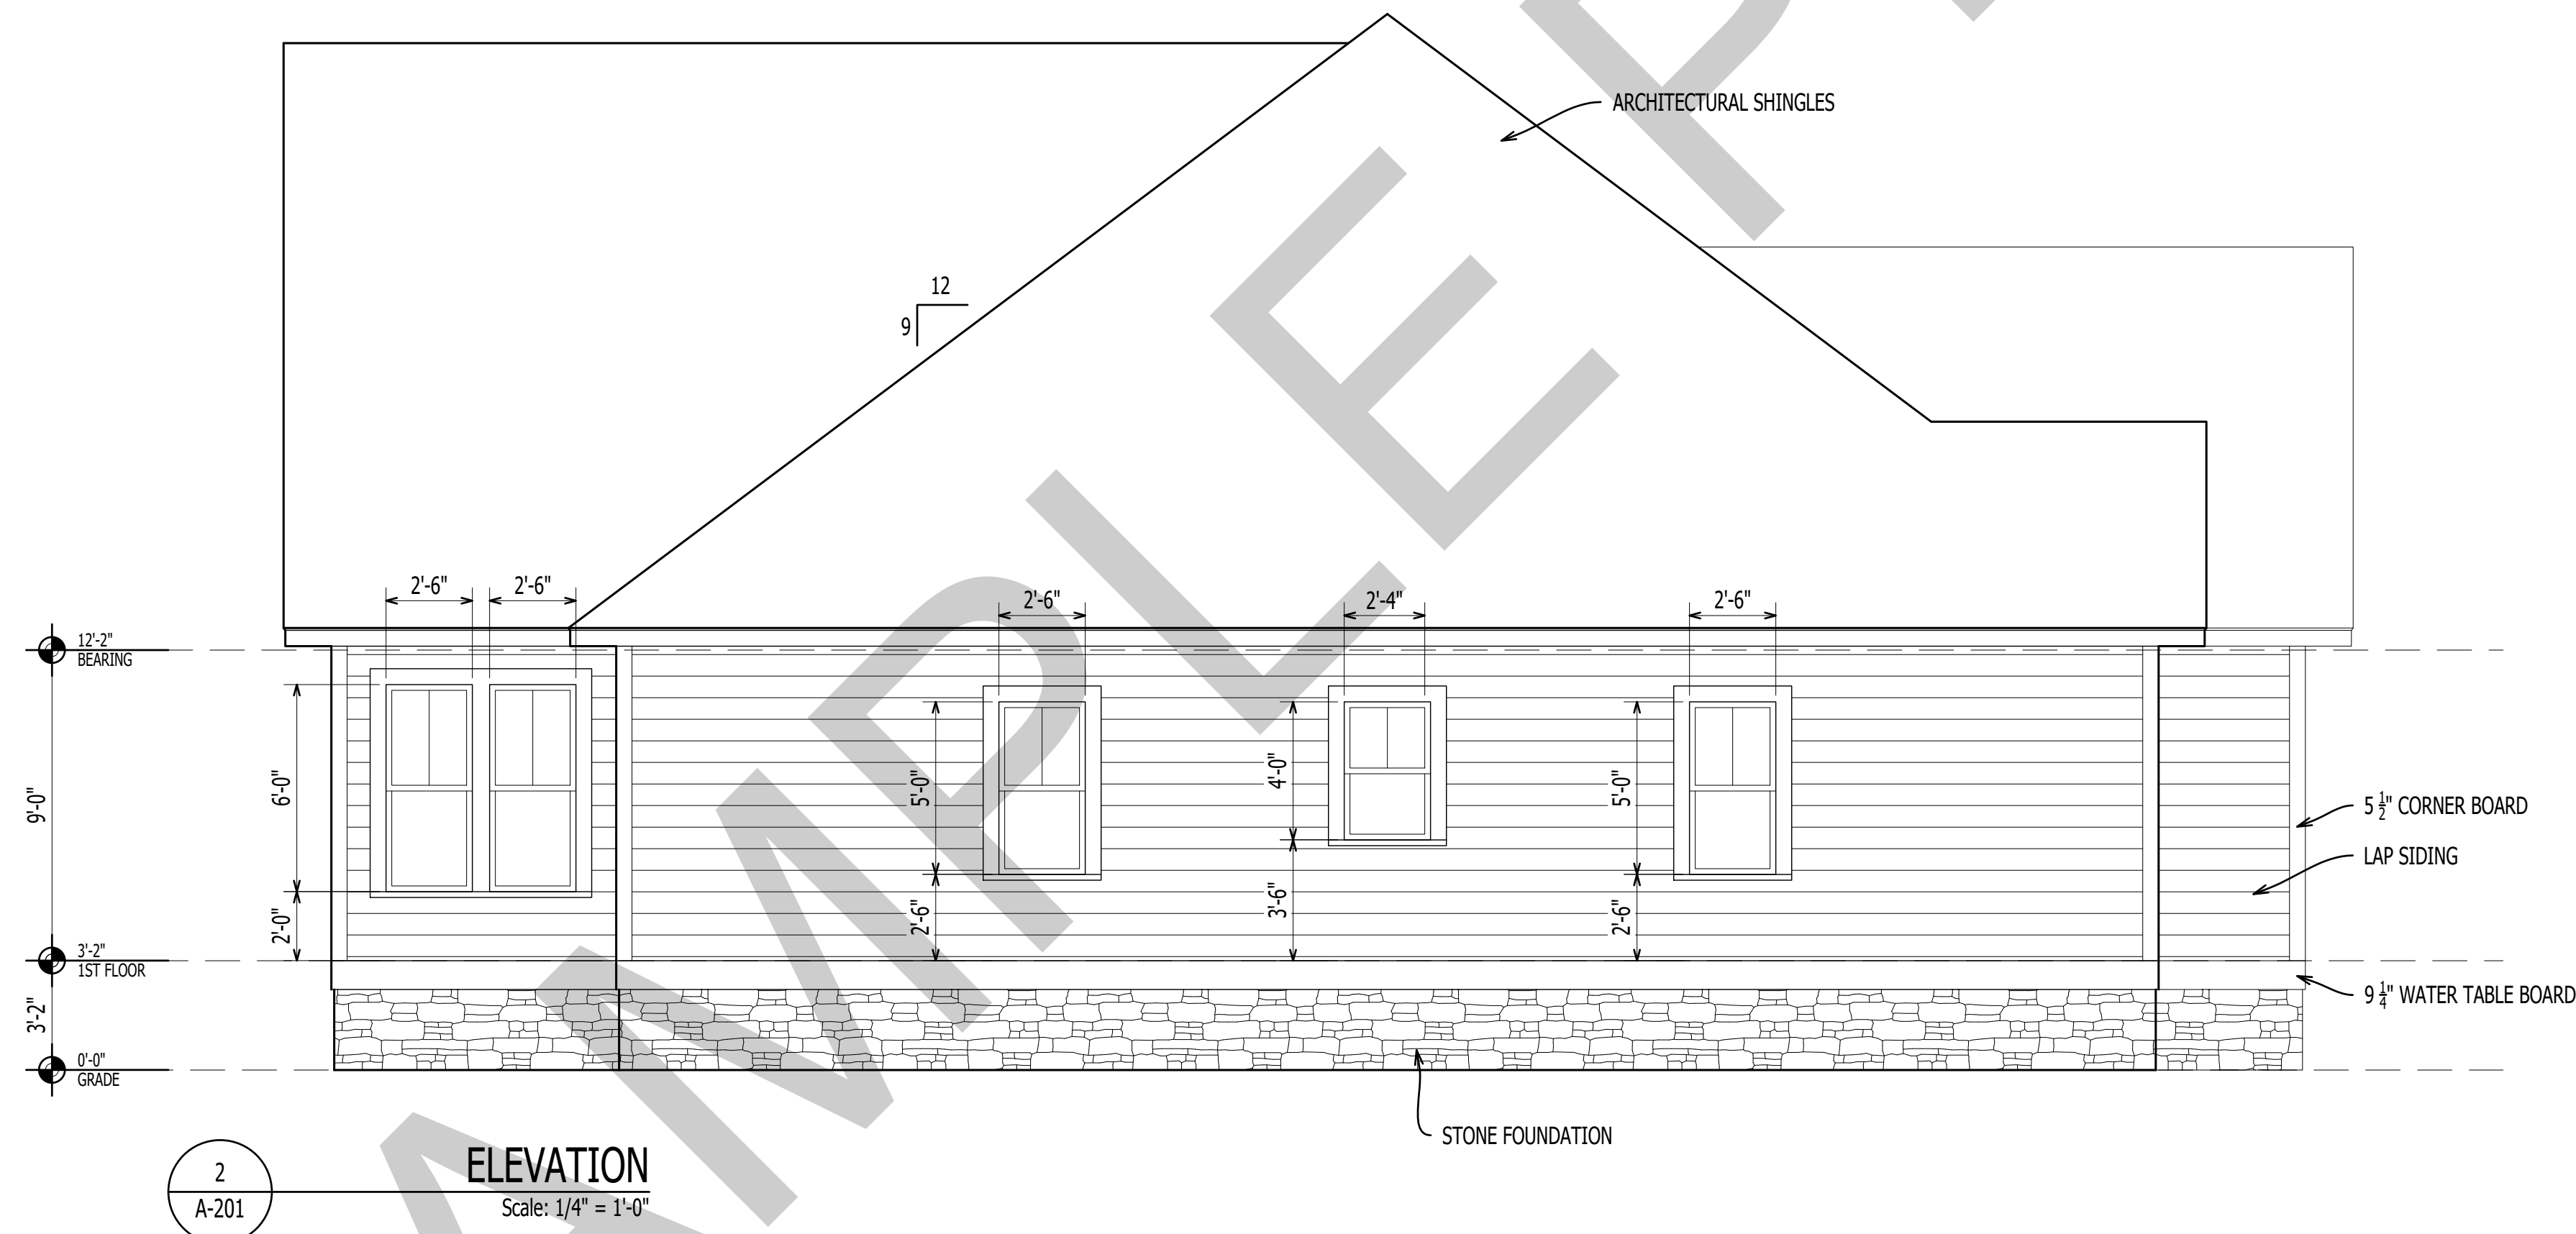 ARCHITECTURAL SHINGLES
12
9
2'-6"
2'-6"
2'-6"
2'-4"
2'-6"
12'-2"
BEARING
9'-0"
6'-0"
2'-0"
5'-0"
2'-6"
4'-0"
3'-6"
5'-0"
2'-6"
5 1/2" CORNER BOARD
LAP SIDING
3'-2"
1ST FLOOR
9 1/4" WATER TABLE BOARD
3'-2"
0'-0"
GRADE
STONE FOUNDATION
2
A-201
ELEVATION
Scale: 1/4" = 1'-0"
AMPLE P